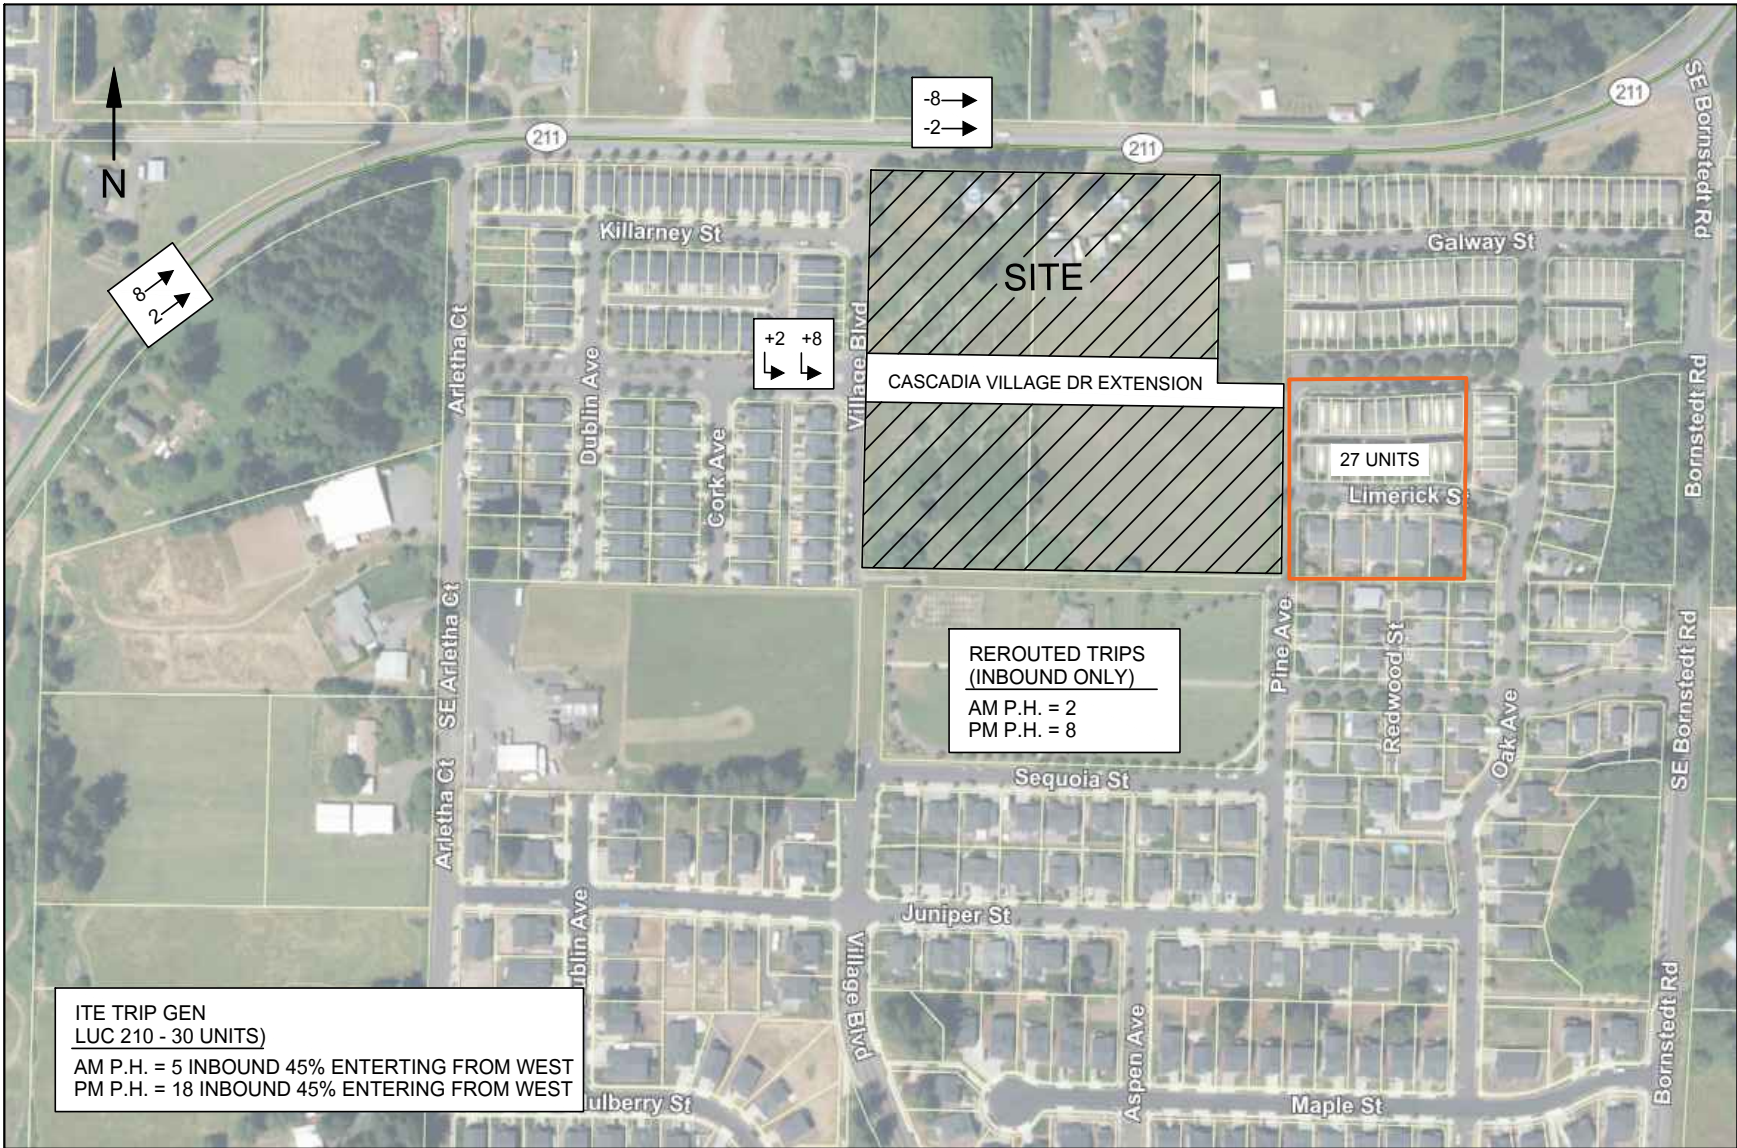 211
-8
-2
211
211
SE Bornstedt Rd
N
Killarney St
Galway St
SITE
8
2
Arletha Ct
Village Blvd
+2 +8
Dublin Ave
CASCADIA VILLAGE DR EXTENSION
Bornstedt Rd
27 UNITS
Limerick St
Cork Ave
SE Arletha Ct
Pine Ave
Redwood St
REROUTED TRIPS
(INBOUND ONLY)
AM P.H. = 2
PM P.H. = 8
Oak Ave
SE Bornstedt Rd
Sequoia St
Arletha Ct
Juniper St
ublin Ave
Village Blvd
ITE TRIP GEN
LUC 210 - 30 UNITS)
AM P.H. = 5 INBOUND 45% ENTERTING FROM WEST
PM P.H. = 18 INBOUND 45% ENTERING FROM WEST
ulberry St
Aspen Ave
Maple St
Bornstedt Rd